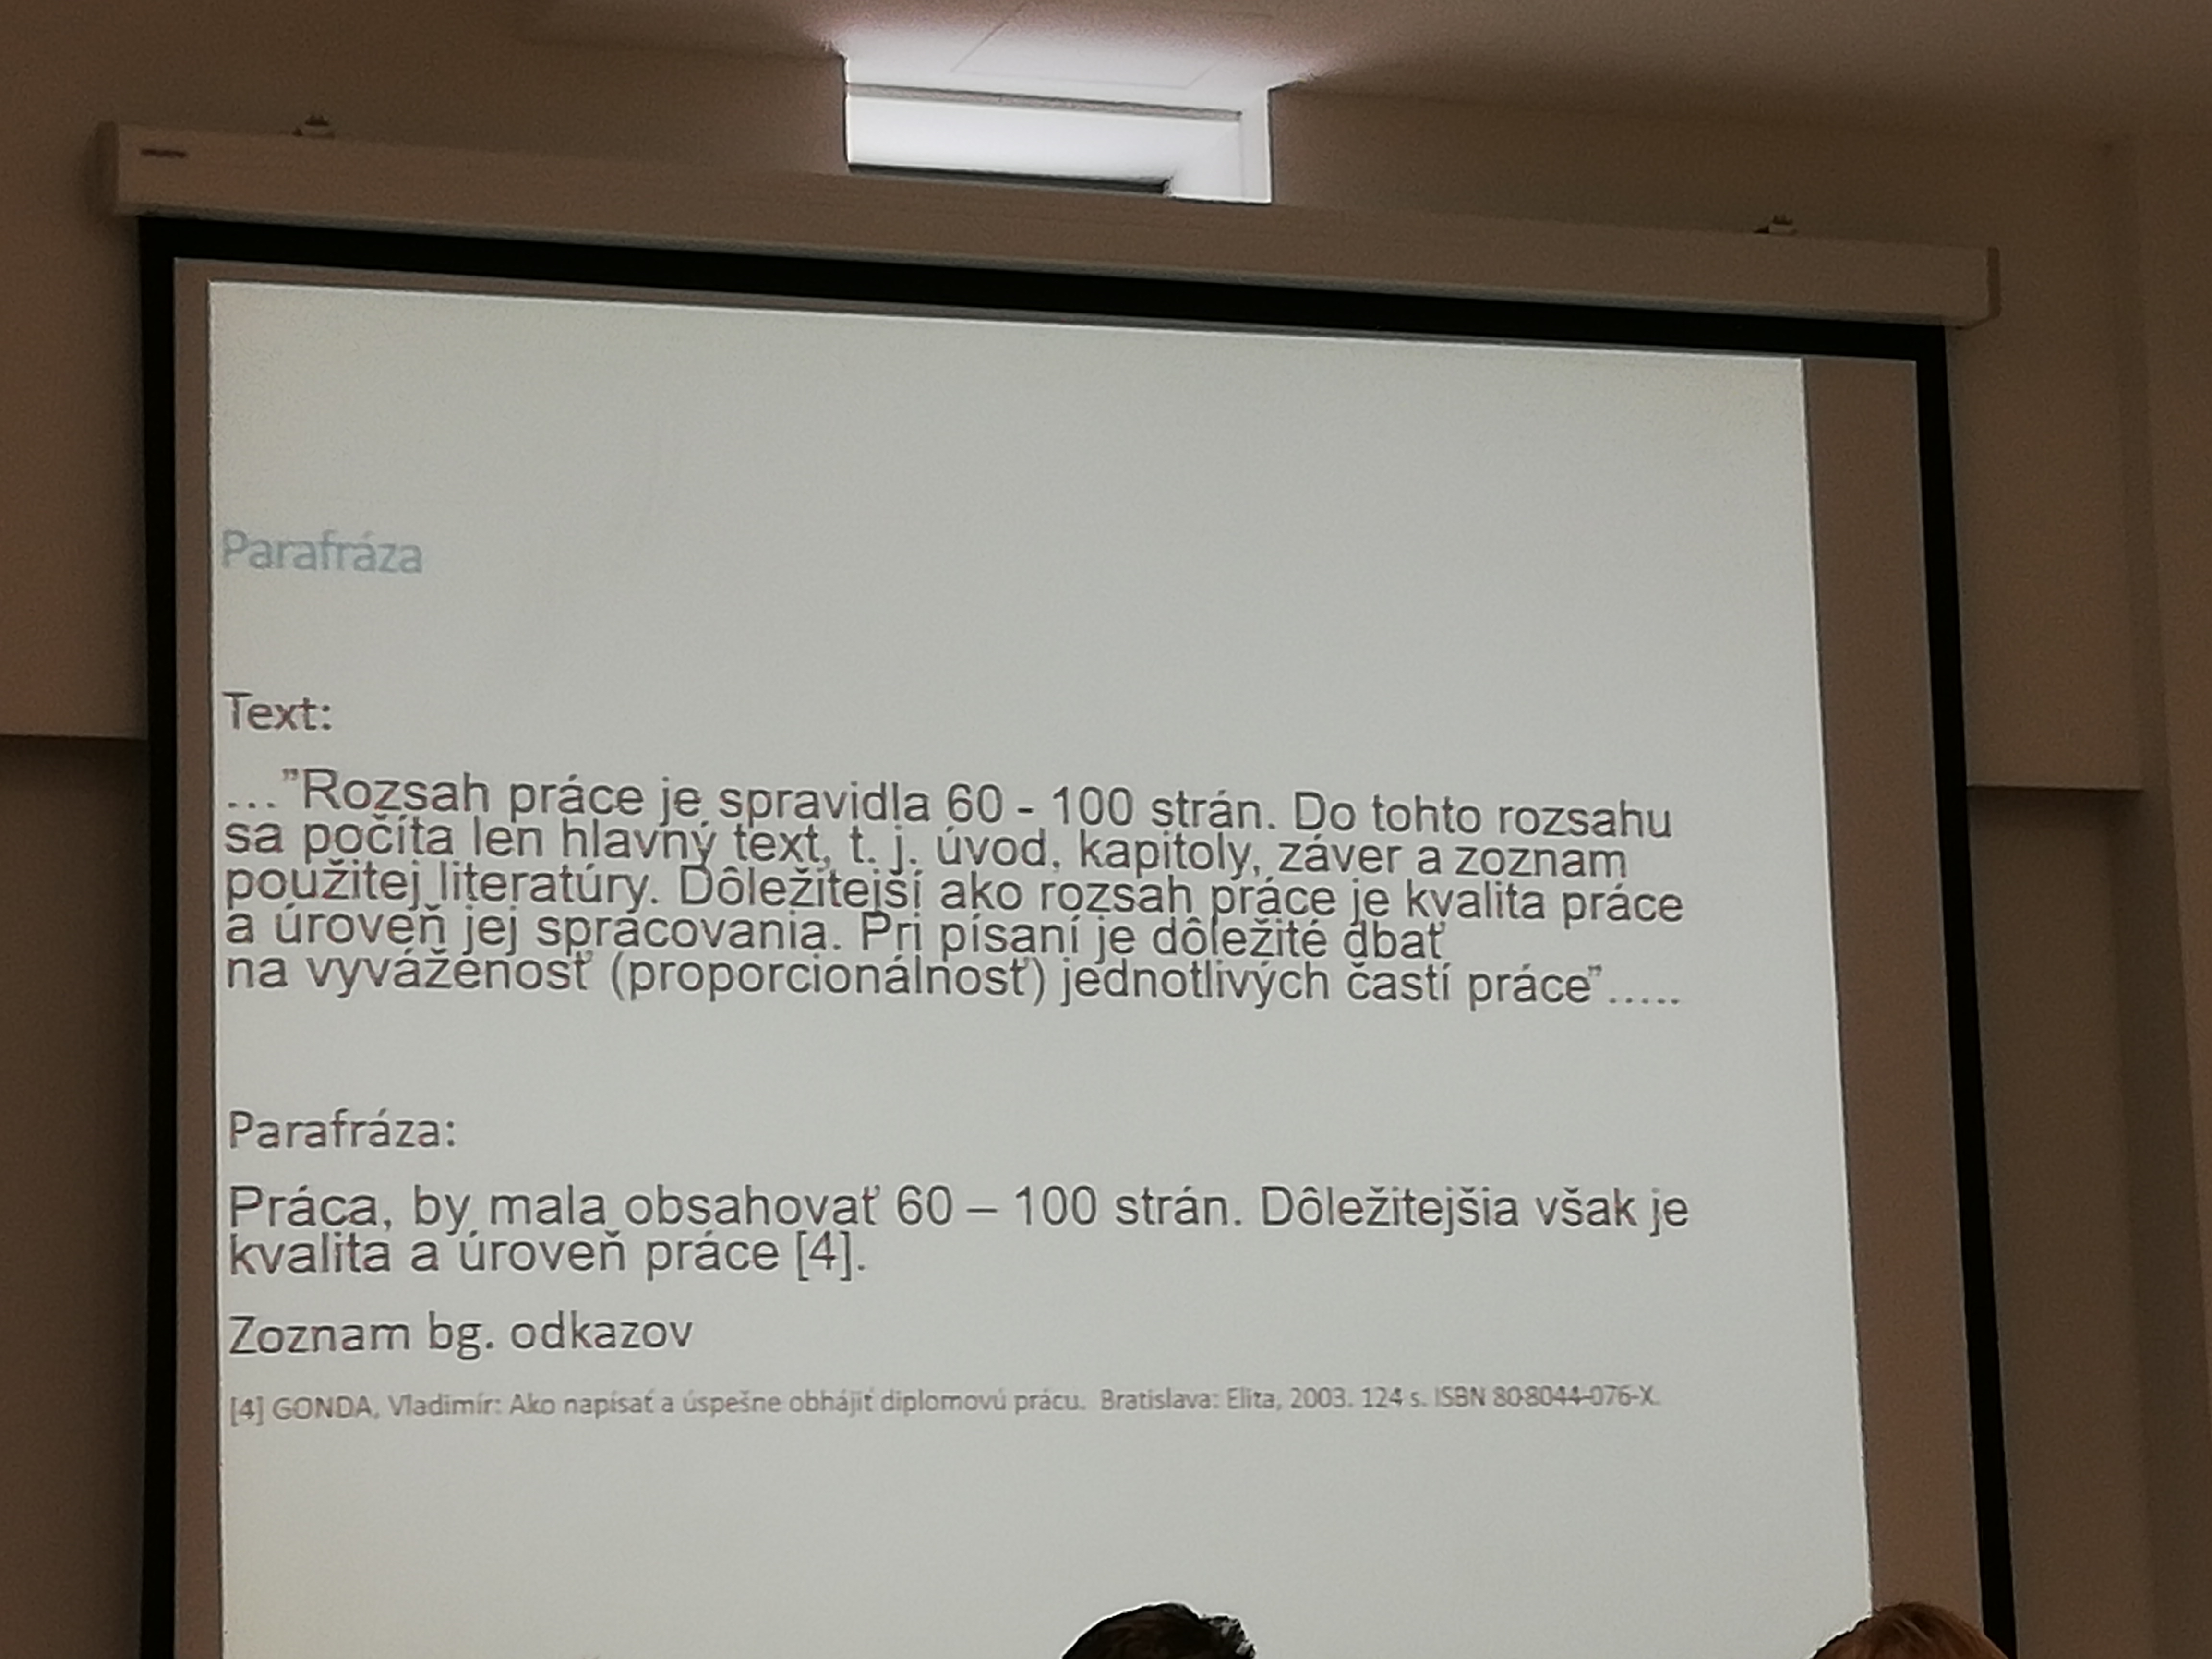 Parafráza
Text:
..."Rozsah práce je spravidla 60 - 100 strán. Do tohto rozsahu
sa počíta len hlavný text, t. j. úvod, kapitoly, záver a zoznam
použitej literatúry. Dôležitejší ako rozsah práce je kvalita práce
a úroveň jej spracovania. Pri písaní je dôležité dbať
na vyváženosť (proporcionálnosť) jednotlivých častí práce".....
Parafráza:
Práca, by mala obsahovať 60 – 100 strán. Dôležitejšia však je
kvalita a úroveň práce [4].
Zoznam bg. odkazov
[4] GONDA, Vladimír: Ako napísať a úspešne obhájiť diplomovú prácu. Bratislava: Elita, 2003. 124 s. ISBN 80-8044-076-X.